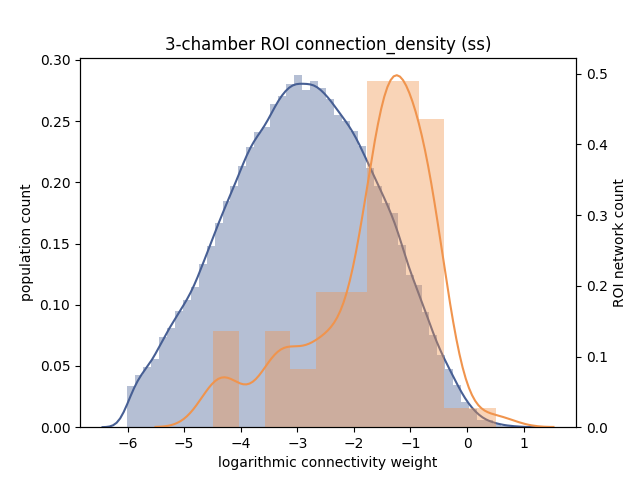 3-chamber ROI connection_density (ss)
0.30
0.25
0.20
0.15
0.10
0.05
0.00
population count
0.5
0.4
0.3
0.2
0.1
0.0
ROI network count
−6 −5 −4 −3 −2 −1 0 1
logarithmic connectivity weight